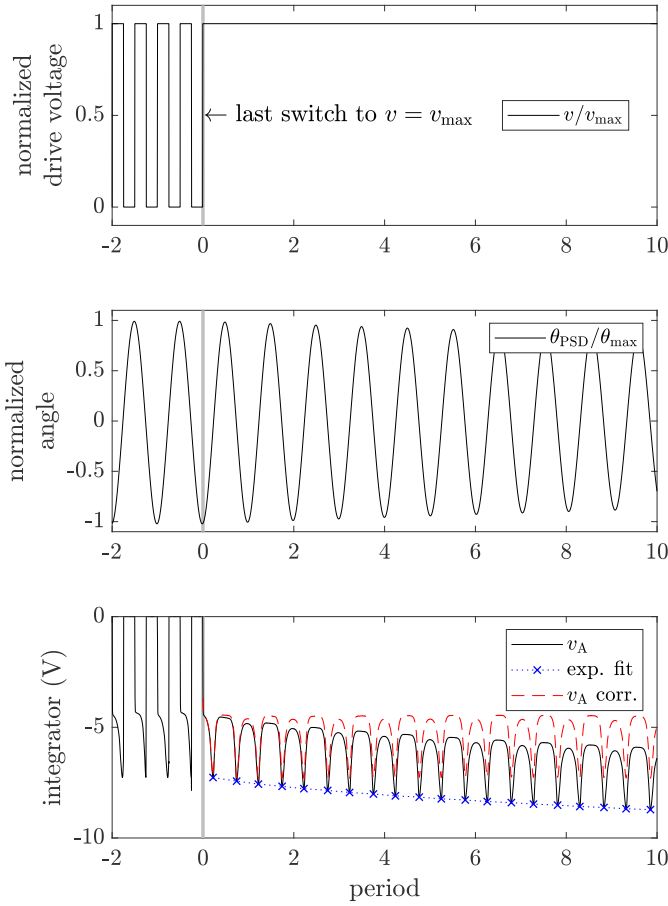 1
0.5
0
normalized
drive voltage
← last switch to v = v_max
v/v_max
-2 0 2 4 6 8 10
1
0.5
0
-0.5
-1
normalized
angle
θ_PSD/θ_max
-2 0 2 4 6 8 10
0
-5
-10
integrator (V)
v_A
exp. fit
v_A corr.
-2 0 2 4 6 8 10
period